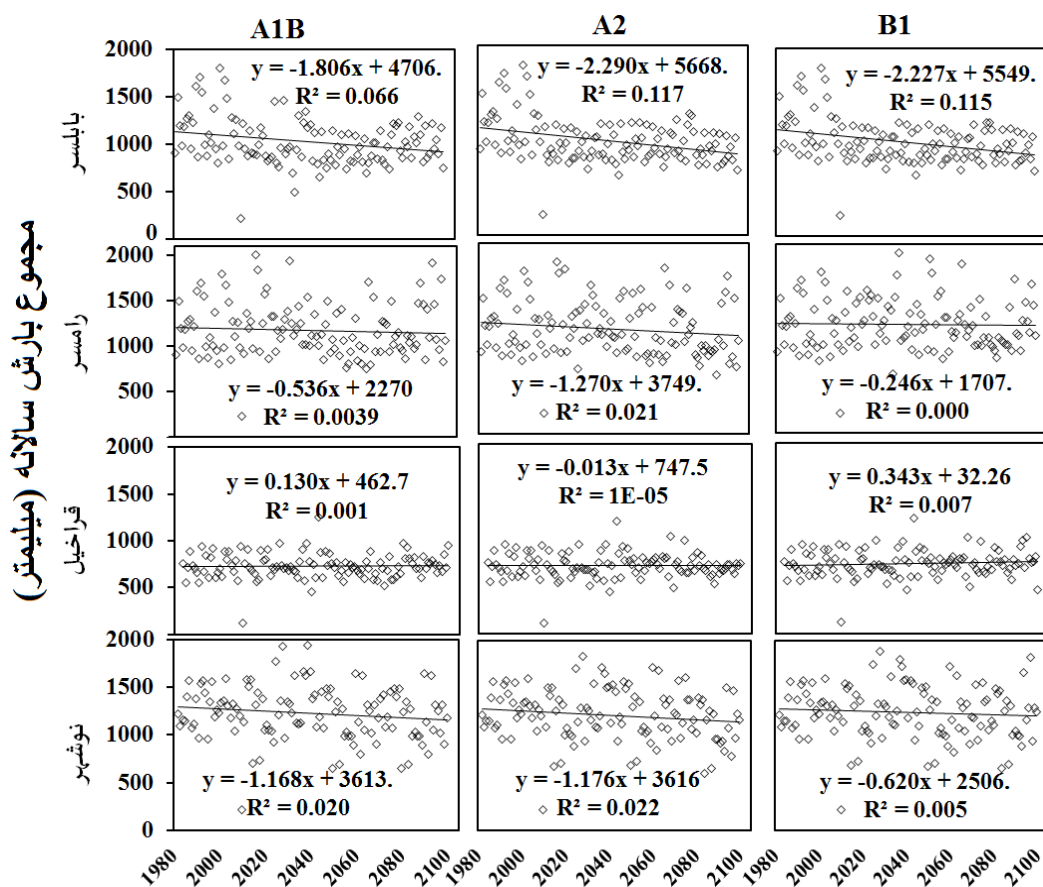 A1B
A2
B1
مجموع بارش سالانه (میلیمتر)
بابلسر
2000
1500
1000
500
0
y = -1.806x + 4706.
R² = 0.066
y = -2.290x + 5668.
R² = 0.117
y = -2.227x + 5549.
R² = 0.115
رامسر
2000
1500
1000
500
y = -0.536x + 2270
R² = 0.0039
y = -1.270x + 3749.
R² = 0.021
y = -0.246x + 1707.
R² = 0.000
قراخیل
2000
1500
1000
500
y = 0.130x + 462.7
R² = 0.001
y = -0.013x + 747.5
R² = 1E-05
y = 0.343x + 32.26
R² = 0.007
نوشهر
2000
1500
1000
500
0
y = -1.168x + 3613.
R² = 0.020
y = -1.176x + 3616
R² = 0.022
y = -0.620x + 2506.
R² = 0.005
1980 2000 2020 2040 2060 2080 2100
1980 2000 2020 2040 2060 2080 2100
1980 2000 2020 2040 2060 2080 2100